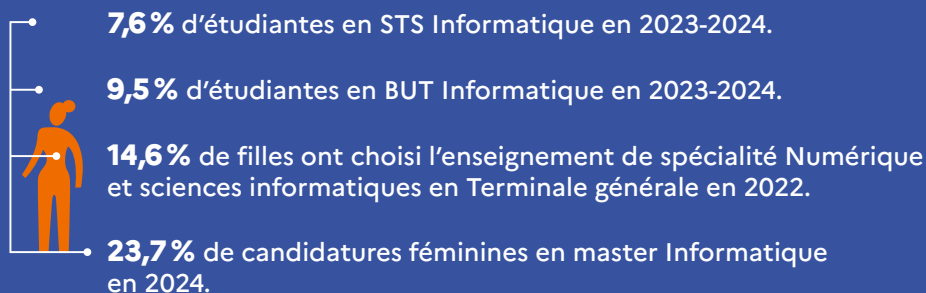 7,6 % d’étudiantes en STS Informatique en 2023-2024.
9,5 % d’étudiantes en BUT Informatique en 2023-2024.
14,6 % de filles ont choisi l’enseignement de spécialité Numérique
et sciences informatiques en Terminale générale en 2022.
23,7 % de candidatures féminines en master Informatique
en 2024.